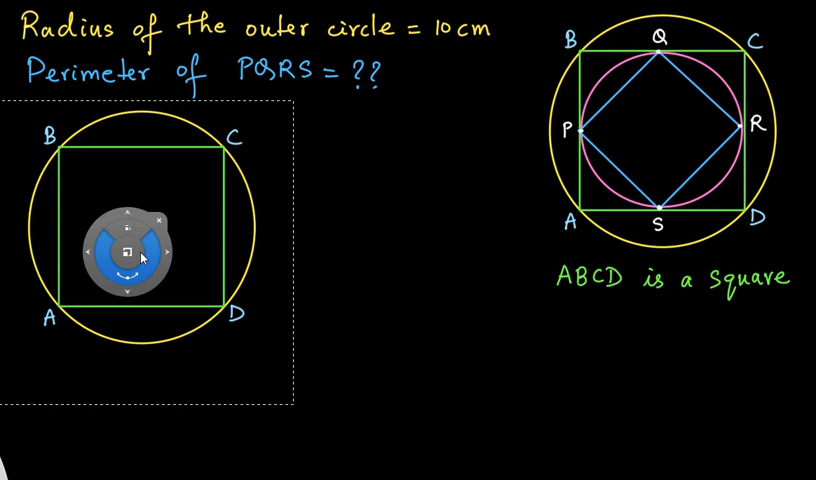 Radius of the outer circle = 10 cm
Perimeter of PQRS = ??
B Q C
P R
A S D
ABCD is a square
B C
A D